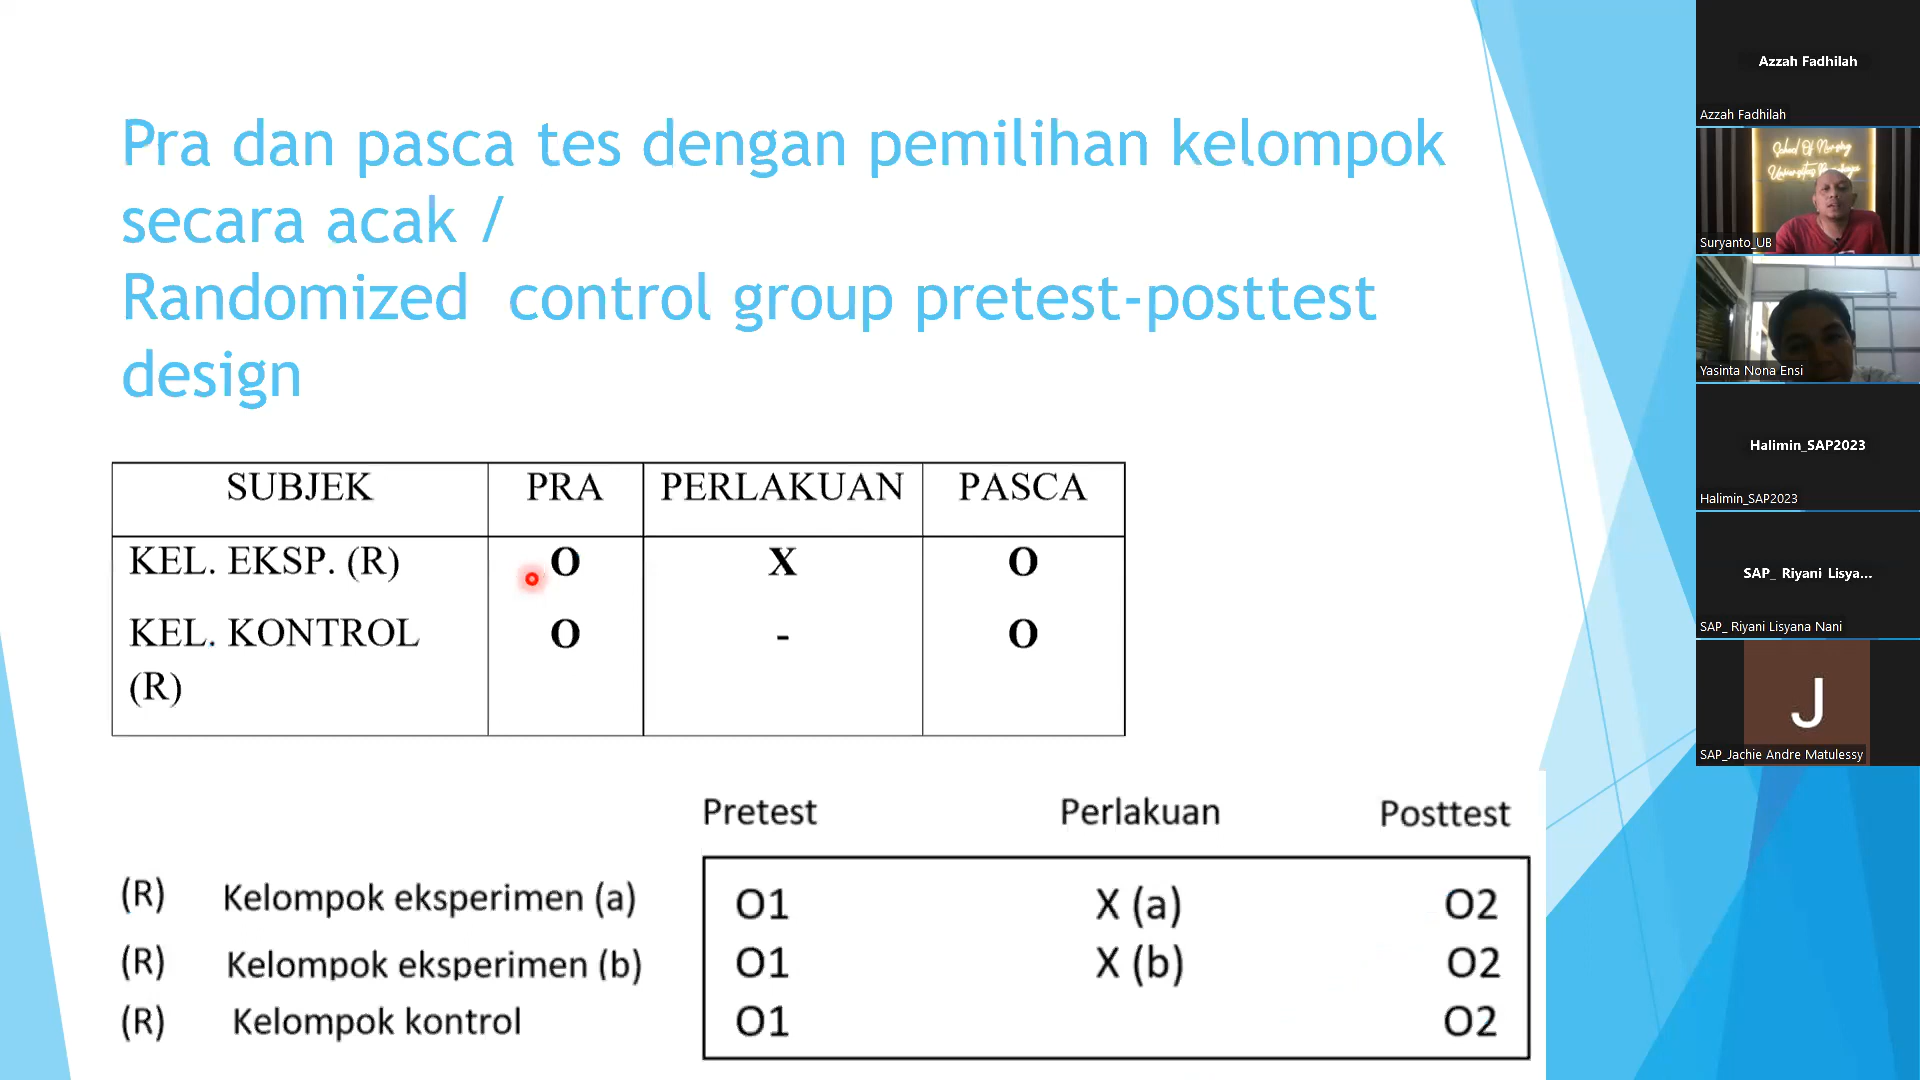 Pra dan pasca tes dengan pemilihan kelompok
secara acak /
Randomized control group pretest-posttest
design
SUBJEK PRA PERLAKUAN PASCA
KEL. EKSP. (R) O X O
KEL. KONTROL O - O
(R)
Pretest Perlakuan Posttest
(R) Kelompok eksperimen (a) O1 X (a) O2
(R) Kelompok eksperimen (b) O1 X (b) O2
(R) Kelompok kontrol O1 O2
Azzah Fadhilah
Azzah Fadhilah
School Of Nursing
Suryanto_UB
Yasinta Nona Ensi
Halimin_SAP2023
Halimin_SAP2023
SAP_ Riyani Lisya...
SAP_ Riyani Lisyana Nani
J
SAP_Jachie Andre Matulessy